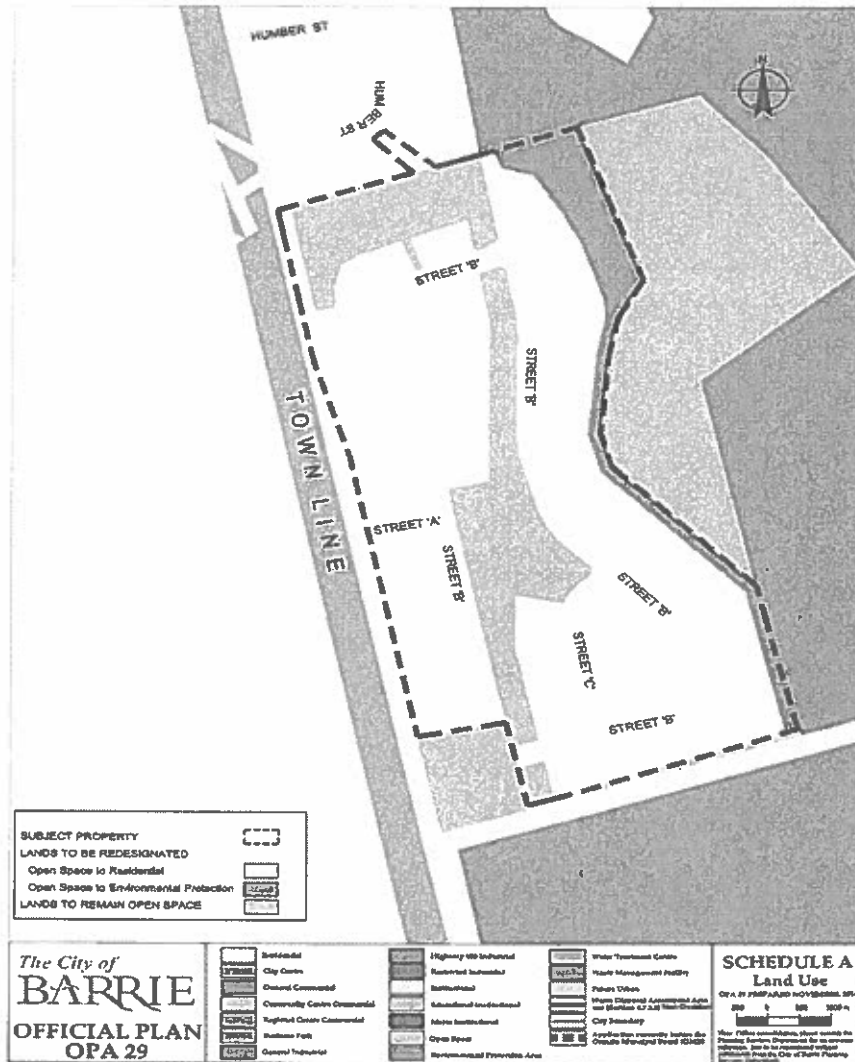 HUMBER ST
HUMBER ST
N
STREET 'B'
STREET 'B'
TOWN LINE
STREET 'A'
STREET 'B'
STREET 'B'
STREET 'C'
STREET 'B'
SUBJECT PROPERTY
LANDS TO BE REDESIGNATED
Open Space to Residential
Open Space to Environmental Protection
LANDS TO REMAIN OPEN SPACE
The City of
BARRIE
OFFICIAL PLAN
OPA 29
Residential
City Centre
General Commercial
Community Centre Commercial
Regional Centre Commercial
Business Park
General Industrial
Highway 400 Industrial
Restricted Industrial
Institutional
Educational Institutional
Major Institutional
Open Space
Environmental Protection Area
Water Treatment Centre
Waste Management Facility
Future Urban
City Boundary
SCHEDULE A
Land Use